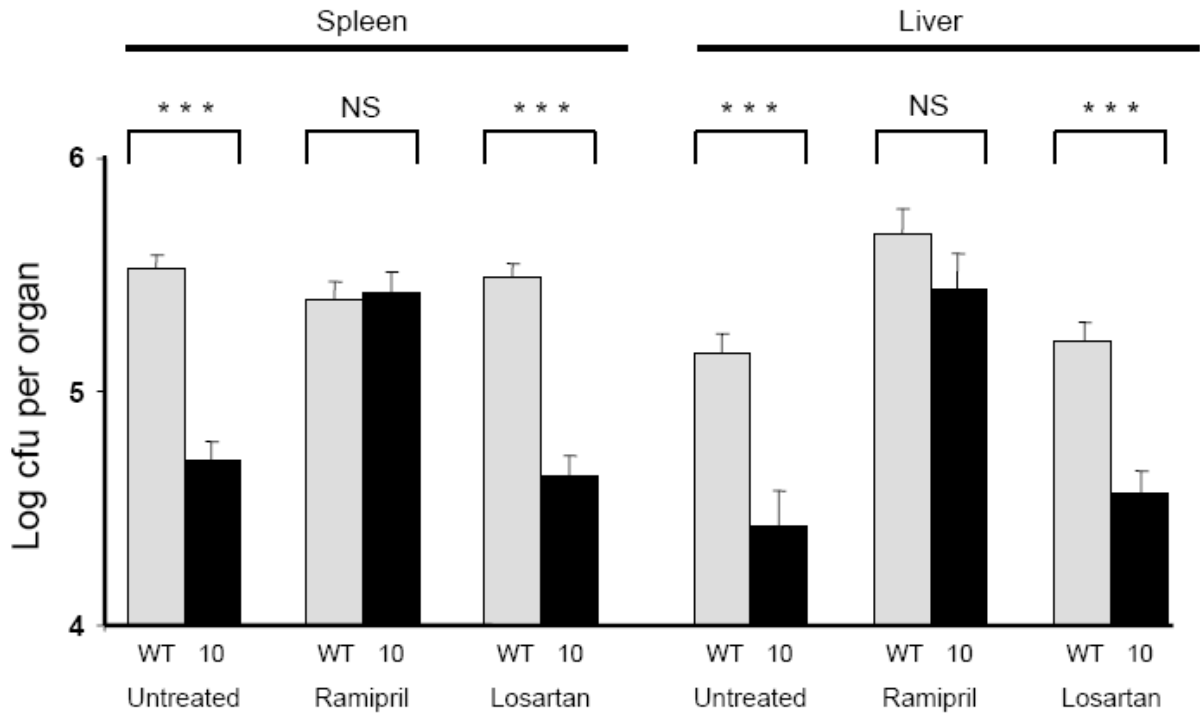 Spleen Liver
* * * NS * * * * * * NS * * *
6
5
4
Log cfu per organ
WT 10 WT 10 WT 10 WT 10 WT 10 WT 10
Untreated Ramipril Losartan Untreated Ramipril Losartan